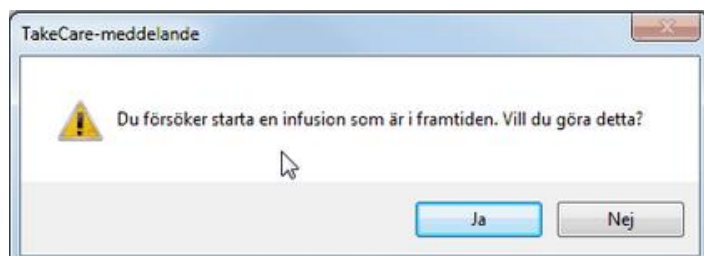 TakeCare-meddelande
Du försöker starta en infusion som är i framtiden. Vill du göra detta?
Ja
Nej